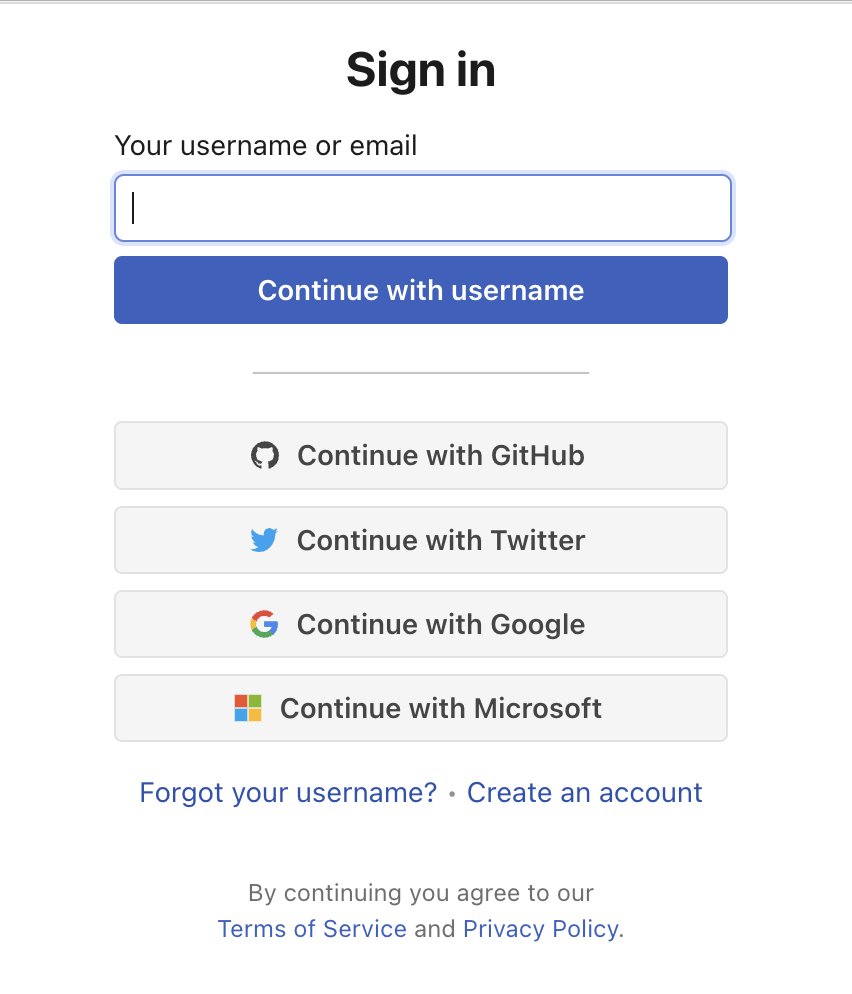 Sign in
Your username or email
Continue with username
Continue with GitHub
Continue with Twitter
Continue with Google
Continue with Microsoft
Forgot your username? • Create an account
By continuing you agree to our
Terms of Service and Privacy Policy.